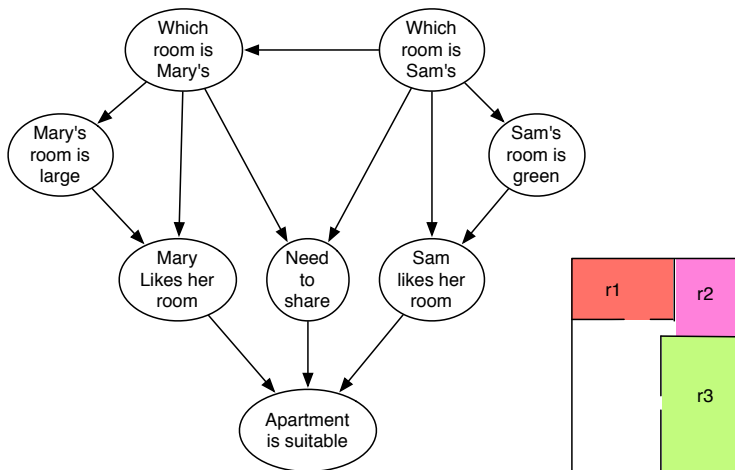 Which
room is
Mary's
Which
room is
Sam's
Mary's
room is
large
Sam's
room is
green
Mary
Likes her
room
Need
to
share
Sam
likes her
room
Apartment
is suitable
r1
r2
r3